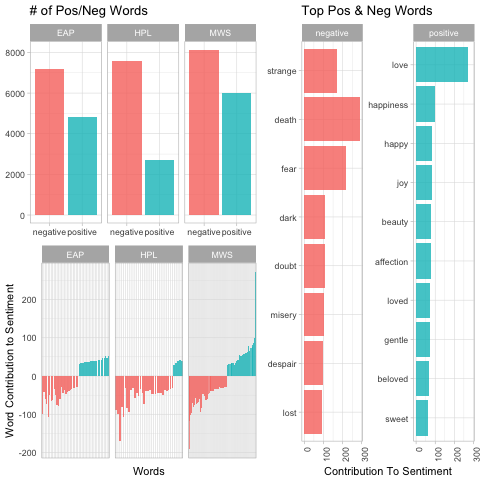 # of Pos/Neg Words
EAP
HPL
MWS
8000
6000
4000
2000
0
negative positive
negative positive
negative positive
EAP
HPL
MWS
Word Contribution to Sentiment
200
100
0
-100
-200
Words
Top Pos & Neg Words
negative
positive
strange
death
fear
dark
doubt
misery
despair
lost
love
happiness
happy
joy
beauty
affection
loved
gentle
beloved
sweet
0
100
200
300
0
100
200
300
Contribution To Sentiment